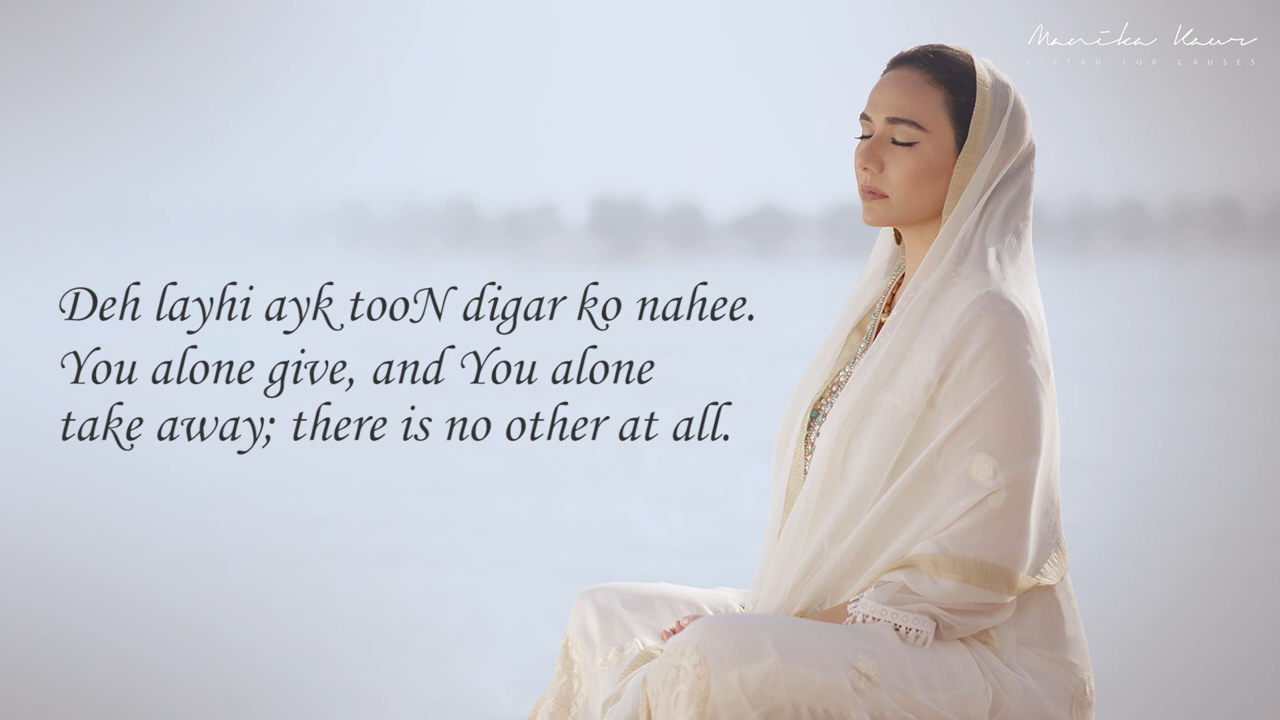 Manika Kaur
KIRTAN FOR CAUSES
Deh layhi ayk tooN digar ko nahee.
You alone give, and You alone
take away; there is no other at all.